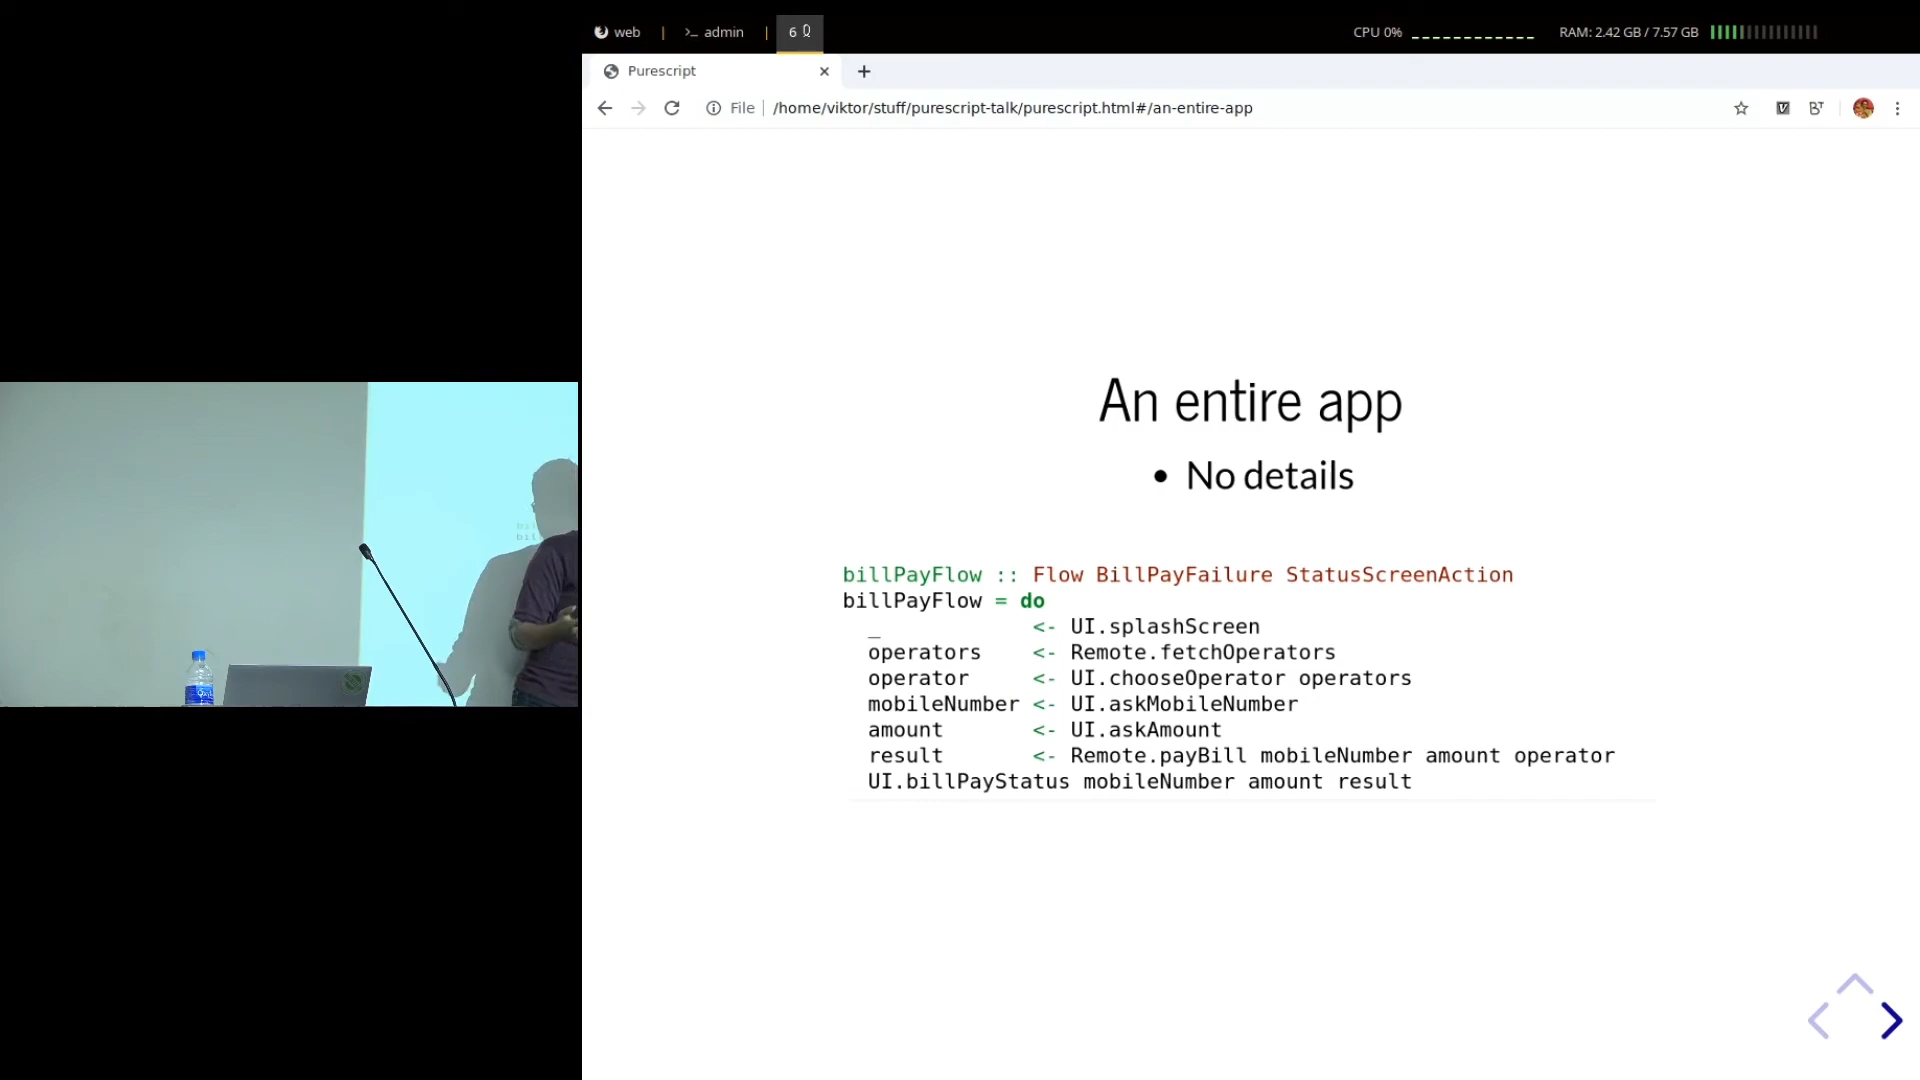 web | >_ admin | 6
CPU 0% RAM: 2.42 GB / 7.57 GB
Purescript
File /home/viktor/stuff/purescript-talk/purescript.html#/an-entire-app
An entire app
• No details
billPayFlow :: Flow BillPayFailure StatusScreenAction
billPayFlow = do
_ <- UI.splashScreen
operators <- Remote.fetchOperators
operator <- UI.chooseOperator operators
mobileNumber <- UI.askMobileNumber
amount <- UI.askAmount
result <- Remote.payBill mobileNumber amount operator
UI.billPayStatus mobileNumber amount result